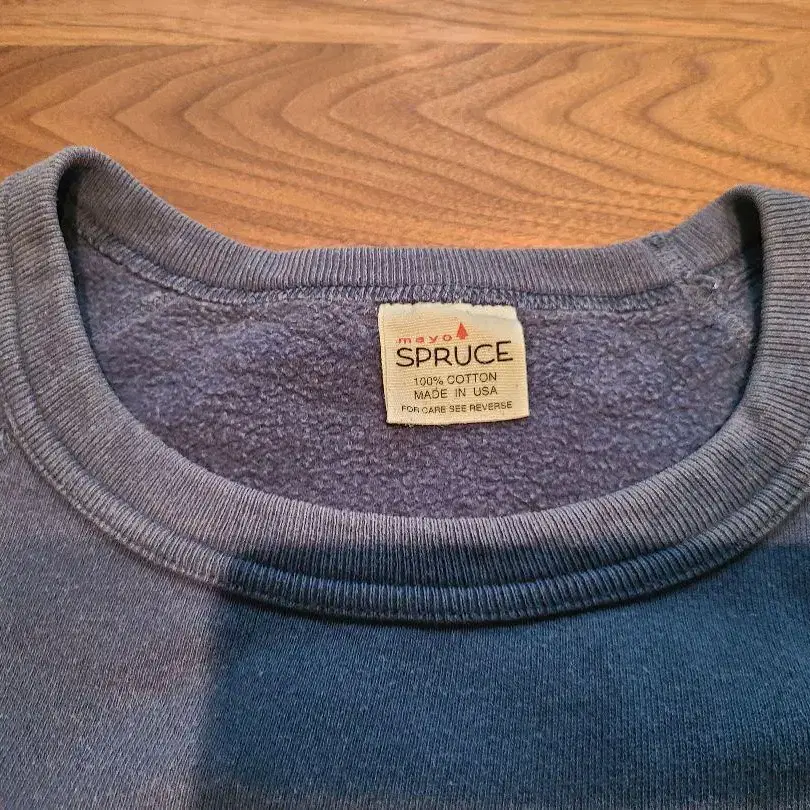 mayo
SPRUCE
100% COTTON
MADE IN USA
FOR CARE SEE REVERSE